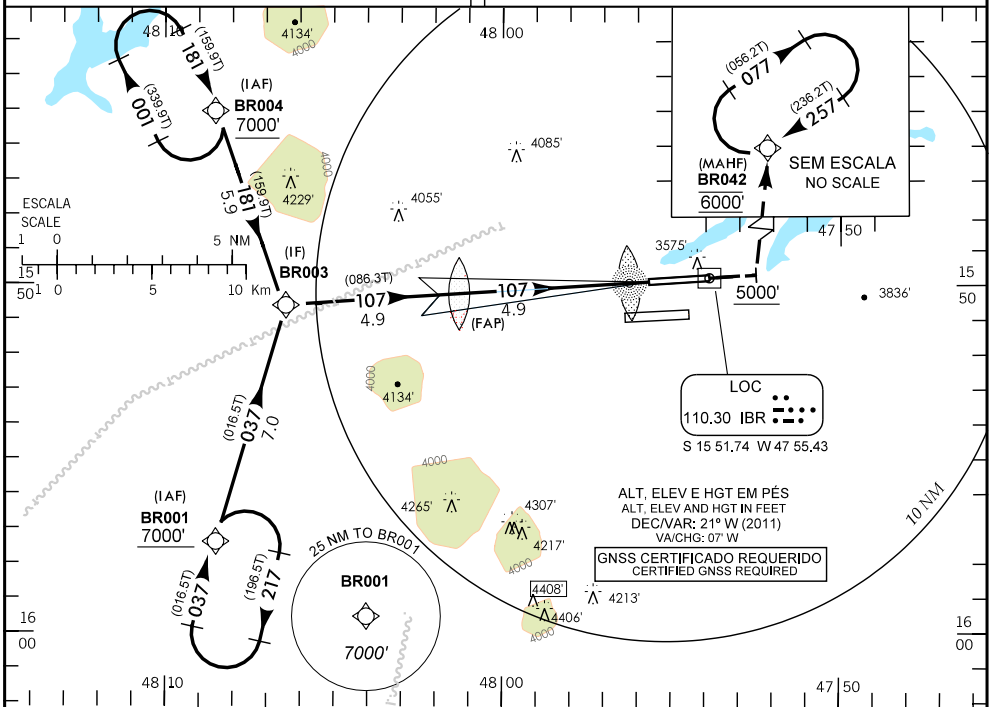 48 10
48 00
4134'
4000
(159.9T)
181
(339.9T)
001
(IAF)
BR004
7000'
4229'
4000
4085'
4055'
(159.9T)
181
5.9
(056.2T)
077
(236.2T)
257
(MAHF)
BR042
6000'
SEM ESCALA
NO SCALE
47 50
ESCALA
SCALE
1 0 5 NM
1 0 5 10 Km
15
50
(IF)
BR003
(086.3T)
107
4.9
(FAP)
107
4.9
3575'
5000'
3836'
15
50
4000
4134'
LOC
110.30 IBR
S 15 51.74 W 47 55.43
(016.5T)
037
7.0
(IAF)
BR001
7000'
(016.5T)
037
(196.5T)
217
4000
4265'
4307'
4217'
4000
4408'
4406'
4000
4213'
ALT, ELEV E HGT EM PÉS
ALT, ELEV AND HGT IN FEET
DEC/VAR: 21º W (2011)
VA/CHG: 07' W
GNSS CERTIFICADO REQUERIDO
CERTIFIED GNSS REQUIRED
10 NM
25 NM TO BR001
BR001
7000'
16
00
16
00
48 10
48 00
47 50